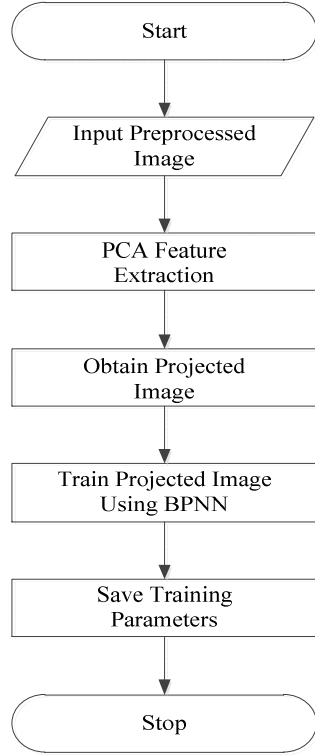 Start
Input Preprocessed
Image
PCA Feature
Extraction
Obtain Projected
Image
Train Projected Image
Using BPNN
Save Training
Parameters
Stop